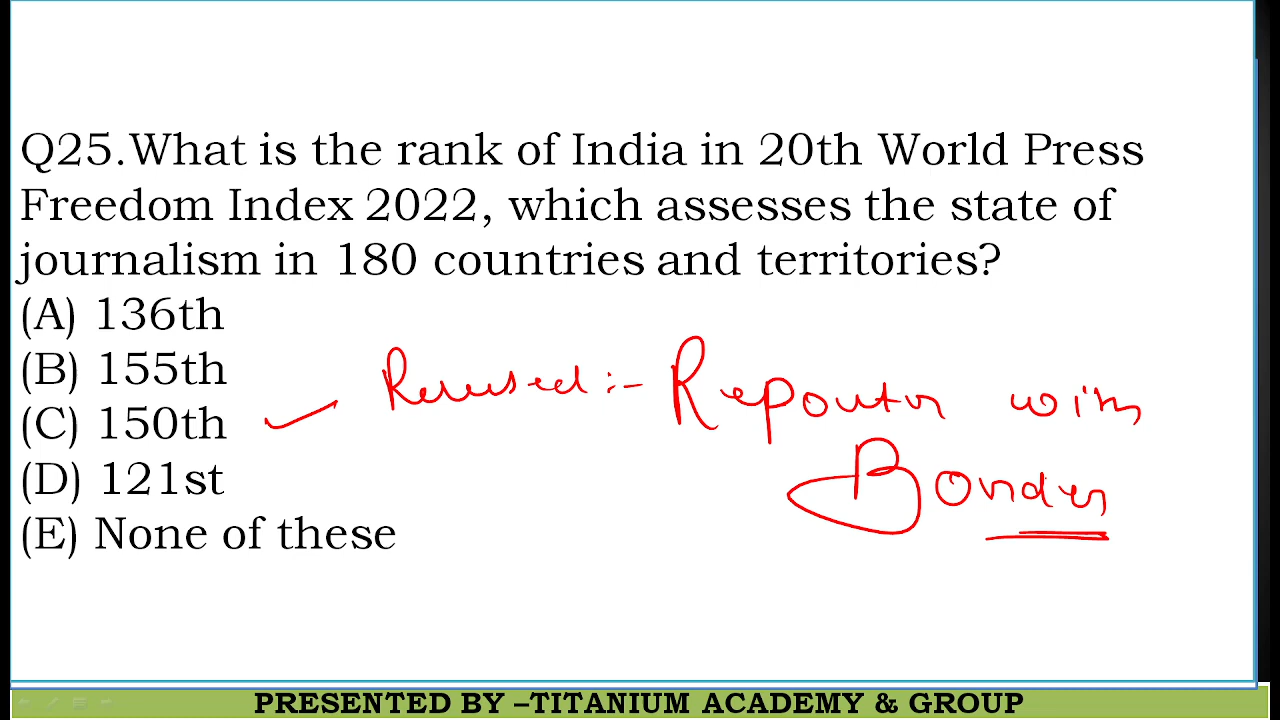 Q25.What is the rank of India in 20th World Press
Freedom Index 2022, which assesses the state of
journalism in 180 countries and territories?
(A) 136th
(B) 155th
(C) 150th
(D) 121st
(E) None of these
Reporter with
Border
PRESENTED BY –TITANIUM ACADEMY & GROUP